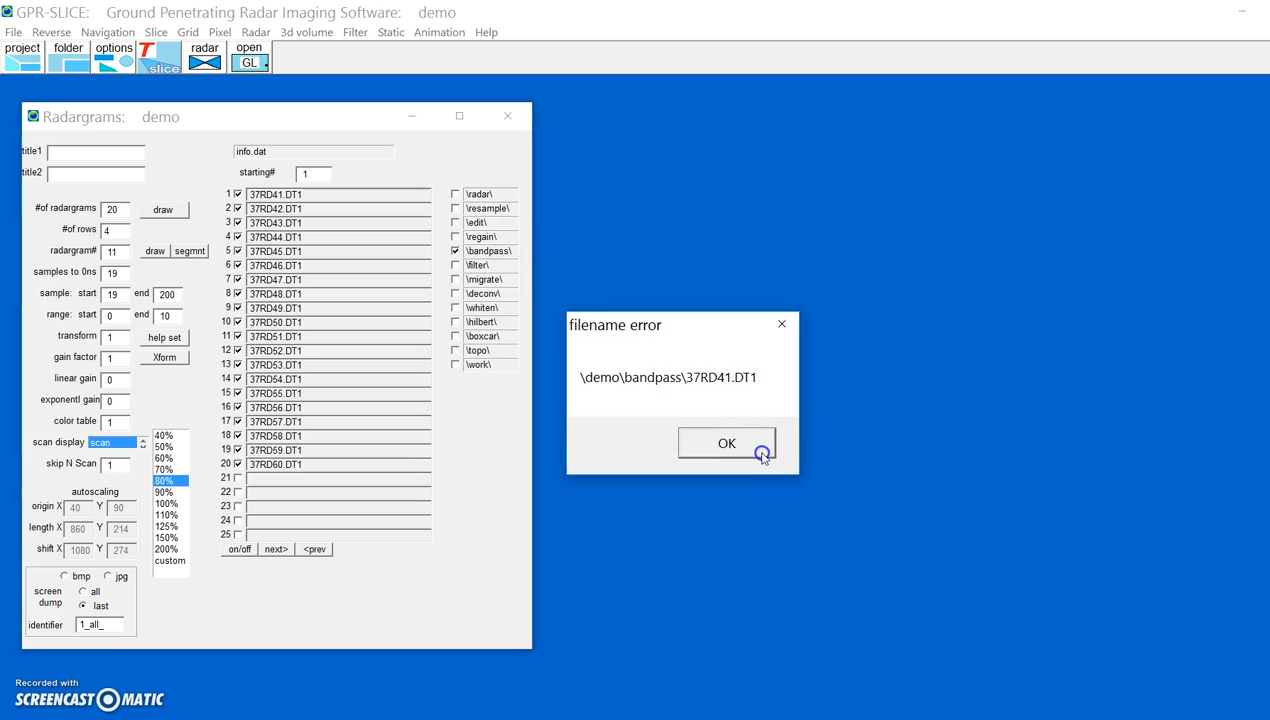 GPR-SLICE: Ground Penetrating Radar Imaging Software: demo
File Reverse Navigation Slice Grid Pixel Radar 3d volume Filter Static Animation Help
project folder options T slice radar open GL
Radargrams: demo
title1
title2
info.dat
starting# 1
#of radargrams 20 draw
#of rows 4
radargram# 11 draw segmnt
samples to 0ns 19
sample: start 19 end 200
range: start 0 end 10
transform 1 help set
gain factor 1 Xform
linear gain 0
exponentl gain 0
color table 1
scan display scan
skip N Scan 1
autoscaling
origin X 40 Y 90
length X 860 Y 214
shift X 1080 Y 274
40%
50%
60%
70%
80%
90%
100%
110%
125%
150%
200%
custom
bmp jpg
screen dump all
last
identifier 1_all_
1 37RD41.DT1
2 37RD42.DT1
3 37RD43.DT1
4 37RD44.DT1
5 37RD45.DT1
6 37RD46.DT1
7 37RD47.DT1
8 37RD48.DT1
9 37RD49.DT1
10 37RD50.DT1
11 37RD51.DT1
12 37RD52.DT1
13 37RD53.DT1
14 37RD54.DT1
15 37RD55.DT1
16 37RD56.DT1
17 37RD57.DT1
18 37RD58.DT1
19 37RD59.DT1
20 37RD60.DT1
21
22
23
24
25
on/off next> <prev
\radar\
\resample\
\edit\
\regain\
\bandpass\
\filter\
\migrate\
\deconv\
\whiten\
\hilbert\
\boxcar\
\topo\
\work\
filename error
\demo\bandpass\37RD41.DT1
OK
Recorded with
SCREENCAST MATIC